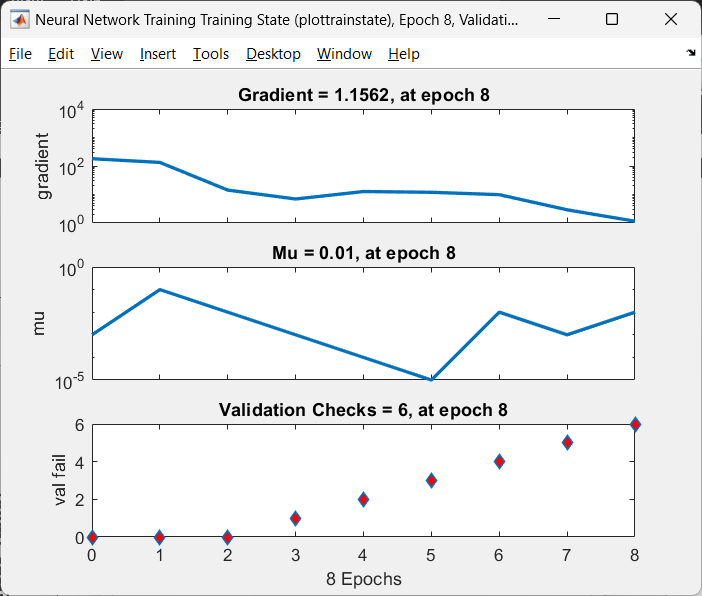 Neural Network Training Training State (plottrainstate), Epoch 8, Validati...
File Edit View Insert Tools Desktop Window Help
Gradient = 1.1562, at epoch 8
10^4
10^2
10^0
gradient
Mu = 0.01, at epoch 8
10^0
10^-5
mu
Validation Checks = 6, at epoch 8
6
4
2
0
val fail
0 1 2 3 4 5 6 7 8
8 Epochs